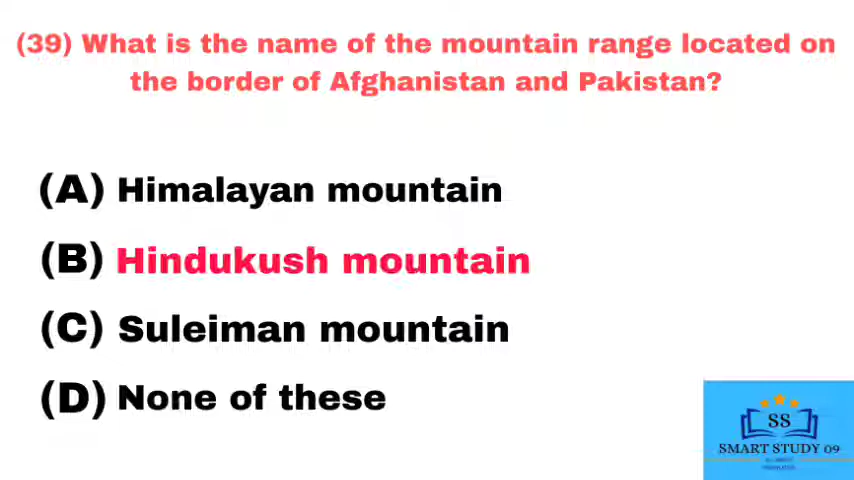 (39) What is the name of the mountain range located on
the border of Afghanistan and Pakistan?
(A) Himalayan mountain
(B) Hindukush mountain
(C) Suleiman mountain
(D) None of these
SS
SMART STUDY 09